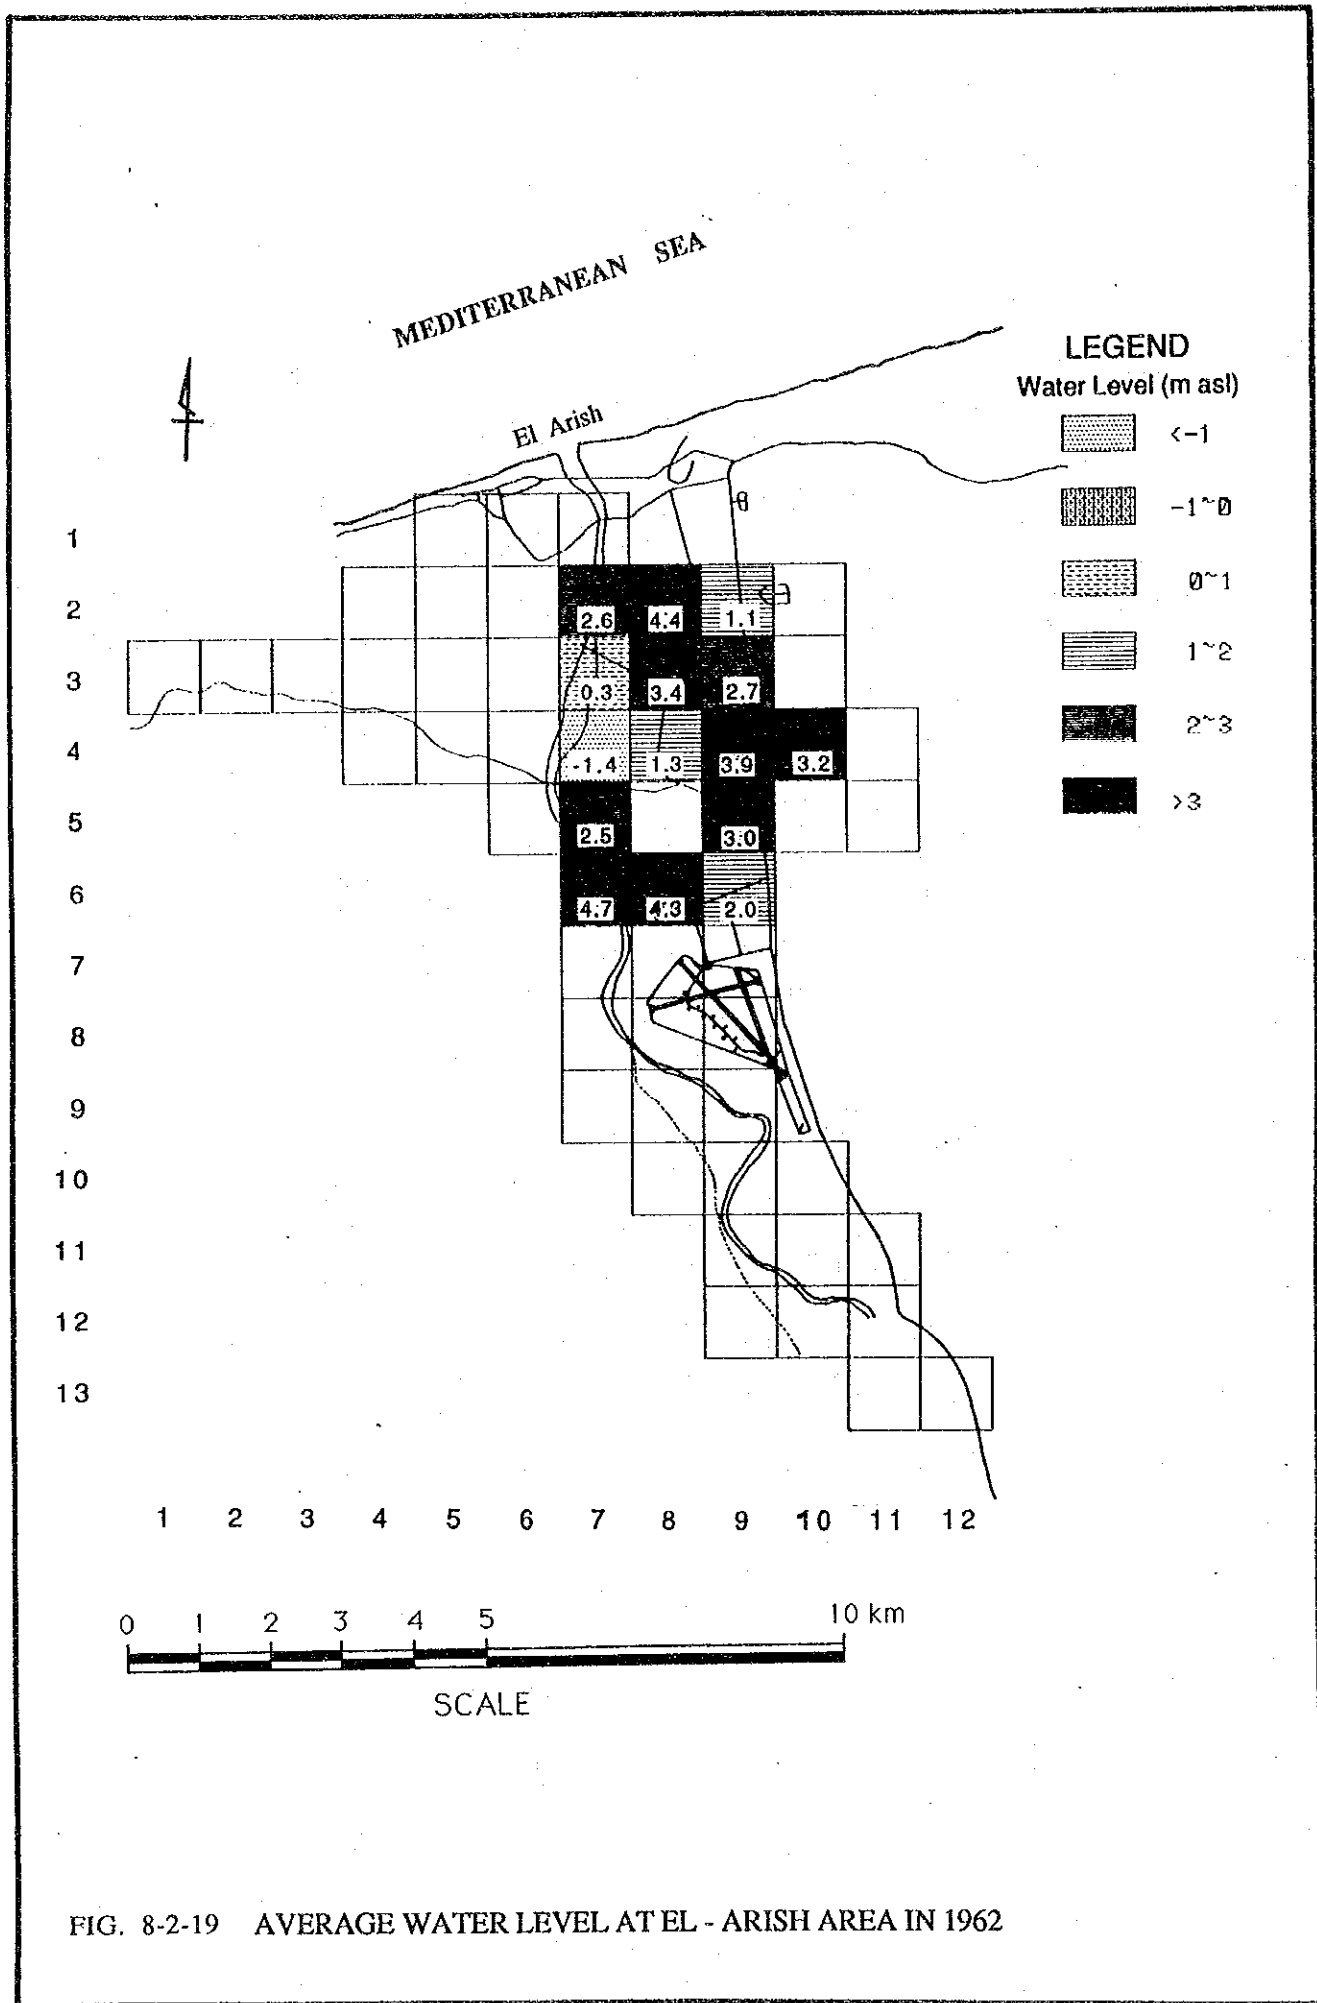 MEDITERRANEAN SEA
El Arish
LEGEND
Water Level (m asl)
<-1
-1~0
0~1
1~2
2~3
>3
1
2
3
4
5
6
7
8
9
10
11
12
13
2.6 4.4 1.1
0.3 3.4 2.7
-1.4 1.3 3.9 3.2
2.5 3.0
4.7 4.3 2.0
1 2 3 4 5 6 7 8 9 10 11 12
0 1 2 3 4 5 10 km
SCALE
FIG. 8-2-19 AVERAGE WATER LEVEL AT EL - ARISH AREA IN 1962